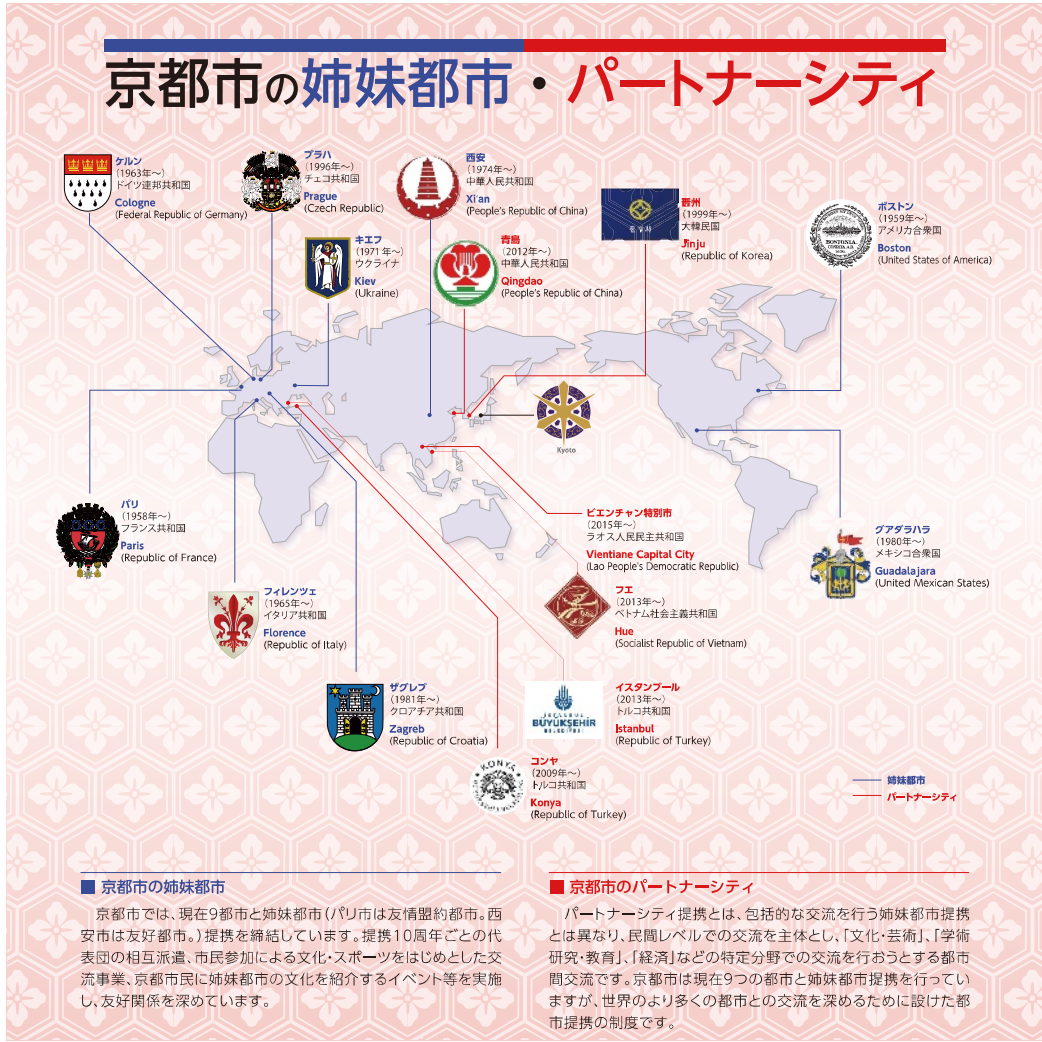 京都市の姉妹都市・パートナーシティ
ケルン
(1963年〜)
ドイツ連邦共和国
Cologne
(Federal Republic of Germany)
プラハ
(1996年〜)
チェコ共和国
Prague
(Czech Republic)
西安
(1974年〜)
中華人民共和国
Xi'an
(People's Republic of China)
晋州
(1999年〜)
大韓民国
Jinju
(Republic of Korea)
ボストン
(1959年〜)
アメリカ合衆国
Boston
(United States of America)
BOSTONIA
キエフ
(1971年〜)
ウクライナ
Kiev
(Ukraine)
青島
(2012年〜)
中華人民共和国
Qingdao
(People's Republic of China)
Kyoto
パリ
(1958年〜)
フランス共和国
Paris
(Republic of France)
ビエンチャン特別市
(2015年〜)
ラオス人民民主共和国
Vientiane Capital City
(Lao People's Democratic Republic)
グアダラハラ
(1980年〜)
メキシコ合衆国
Guadalajara
(United Mexican States)
フィレンツェ
(1965年〜)
イタリア共和国
Florence
(Republic of Italy)
フエ
(2013年〜)
ベトナム社会主義共和国
Hue
(Socialist Republic of Vietnam)
ザグレブ
(1981年〜)
クロアチア共和国
Zagreb
(Republic of Croatia)
İSTANBUL
BÜYÜKŞEHİR
BELEDİYESİ
イスタンブール
(2013年〜)
トルコ共和国
Istanbul
(Republic of Turkey)
KONYA
コンヤ
(2009年〜)
トルコ共和国
Konya
(Republic of Turkey)
姉妹都市
パートナーシティ
■ 京都市の姉妹都市
京都市では、現在9都市と姉妹都市(パリ市は友情盟約都市。西
安市は友好都市。)提携を締結しています。提携10周年ごとの代
表団の相互派遣、市民参加による文化・スポーツをはじめとした交
流事業、京都市民に姉妹都市の文化を紹介するイベント等を実施
し、友好関係を深めています。
■ 京都市のパートナーシティ
パートナーシティ提携とは、包括的な交流を行う姉妹都市提携
とは異なり、民間レベルでの交流を主体とし、「文化・芸術」、「学術
研究・教育」、「経済」などの特定分野での交流を行おうとする都市
間交流です。京都市は現在9つの都市と姉妹都市提携を行ってい
ますが、世界のより多くの都市との交流を深めるために設けた都
市提携の制度です。